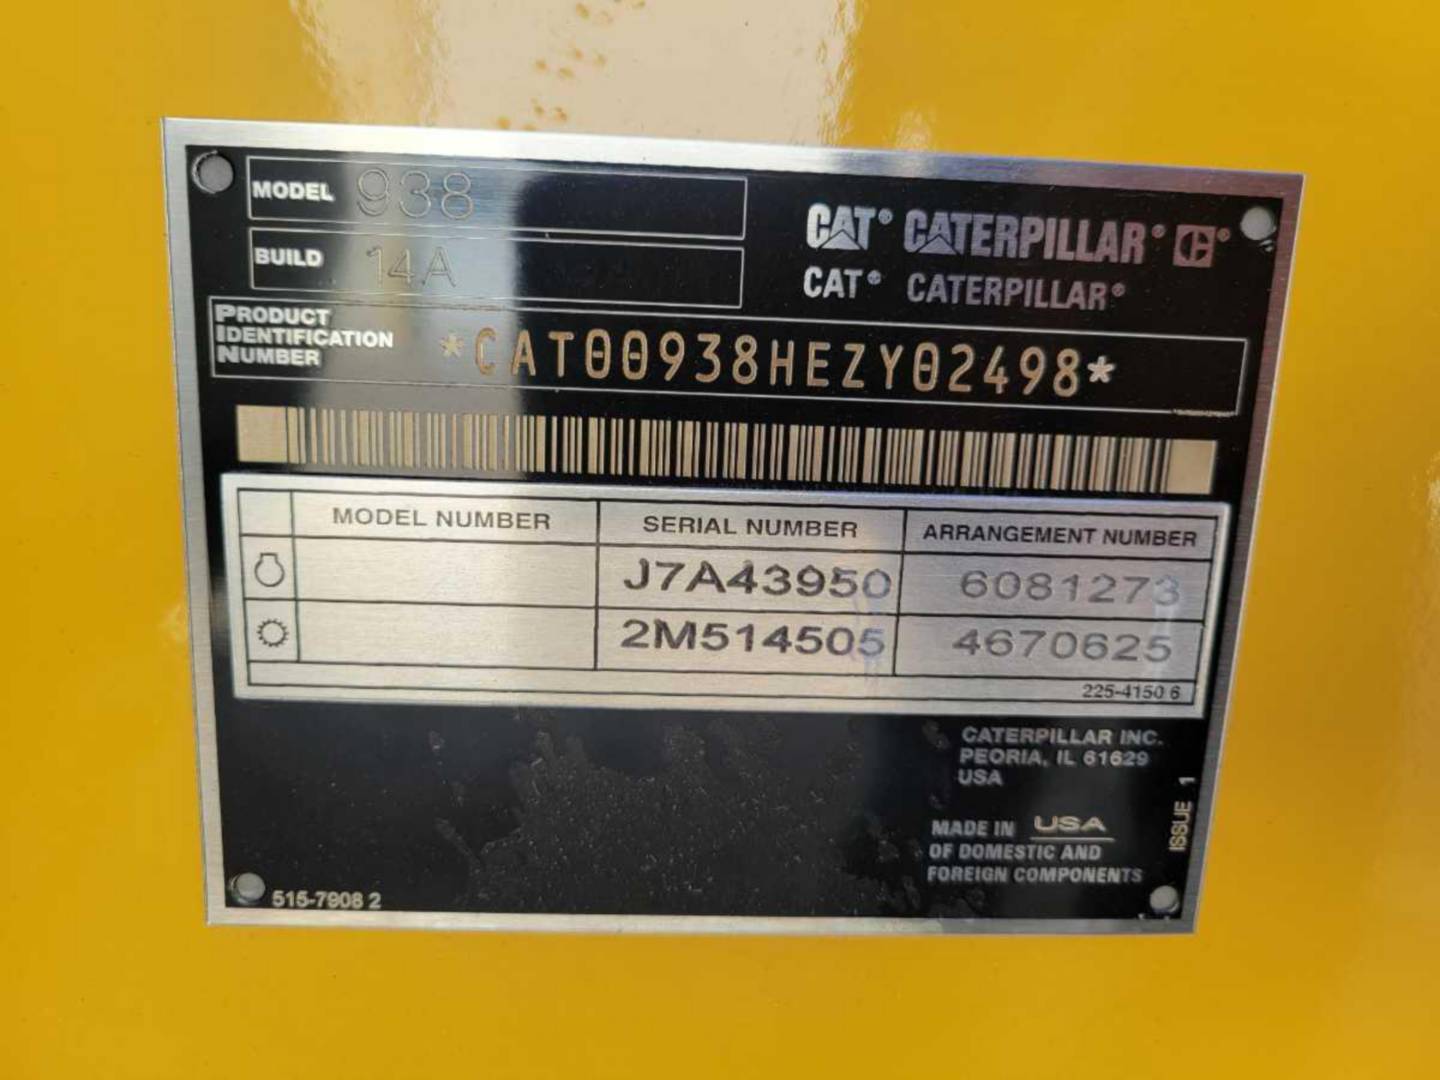 MODEL 938
BUILD 14A
CAT® CATERPILLAR®
CAT® CATERPILLAR®
PRODUCT
IDENTIFICATION
NUMBER
*CAT00938HEZY02498*
MODEL NUMBER SERIAL NUMBER ARRANGEMENT NUMBER
J7A43950 6081273
2M514505 4670625
225-4150 6
CATERPILLAR INC.
PEORIA, IL 61629
USA
MADE IN USA
OF DOMESTIC AND
FOREIGN COMPONENTS
ISSUE 1
515-7908 2